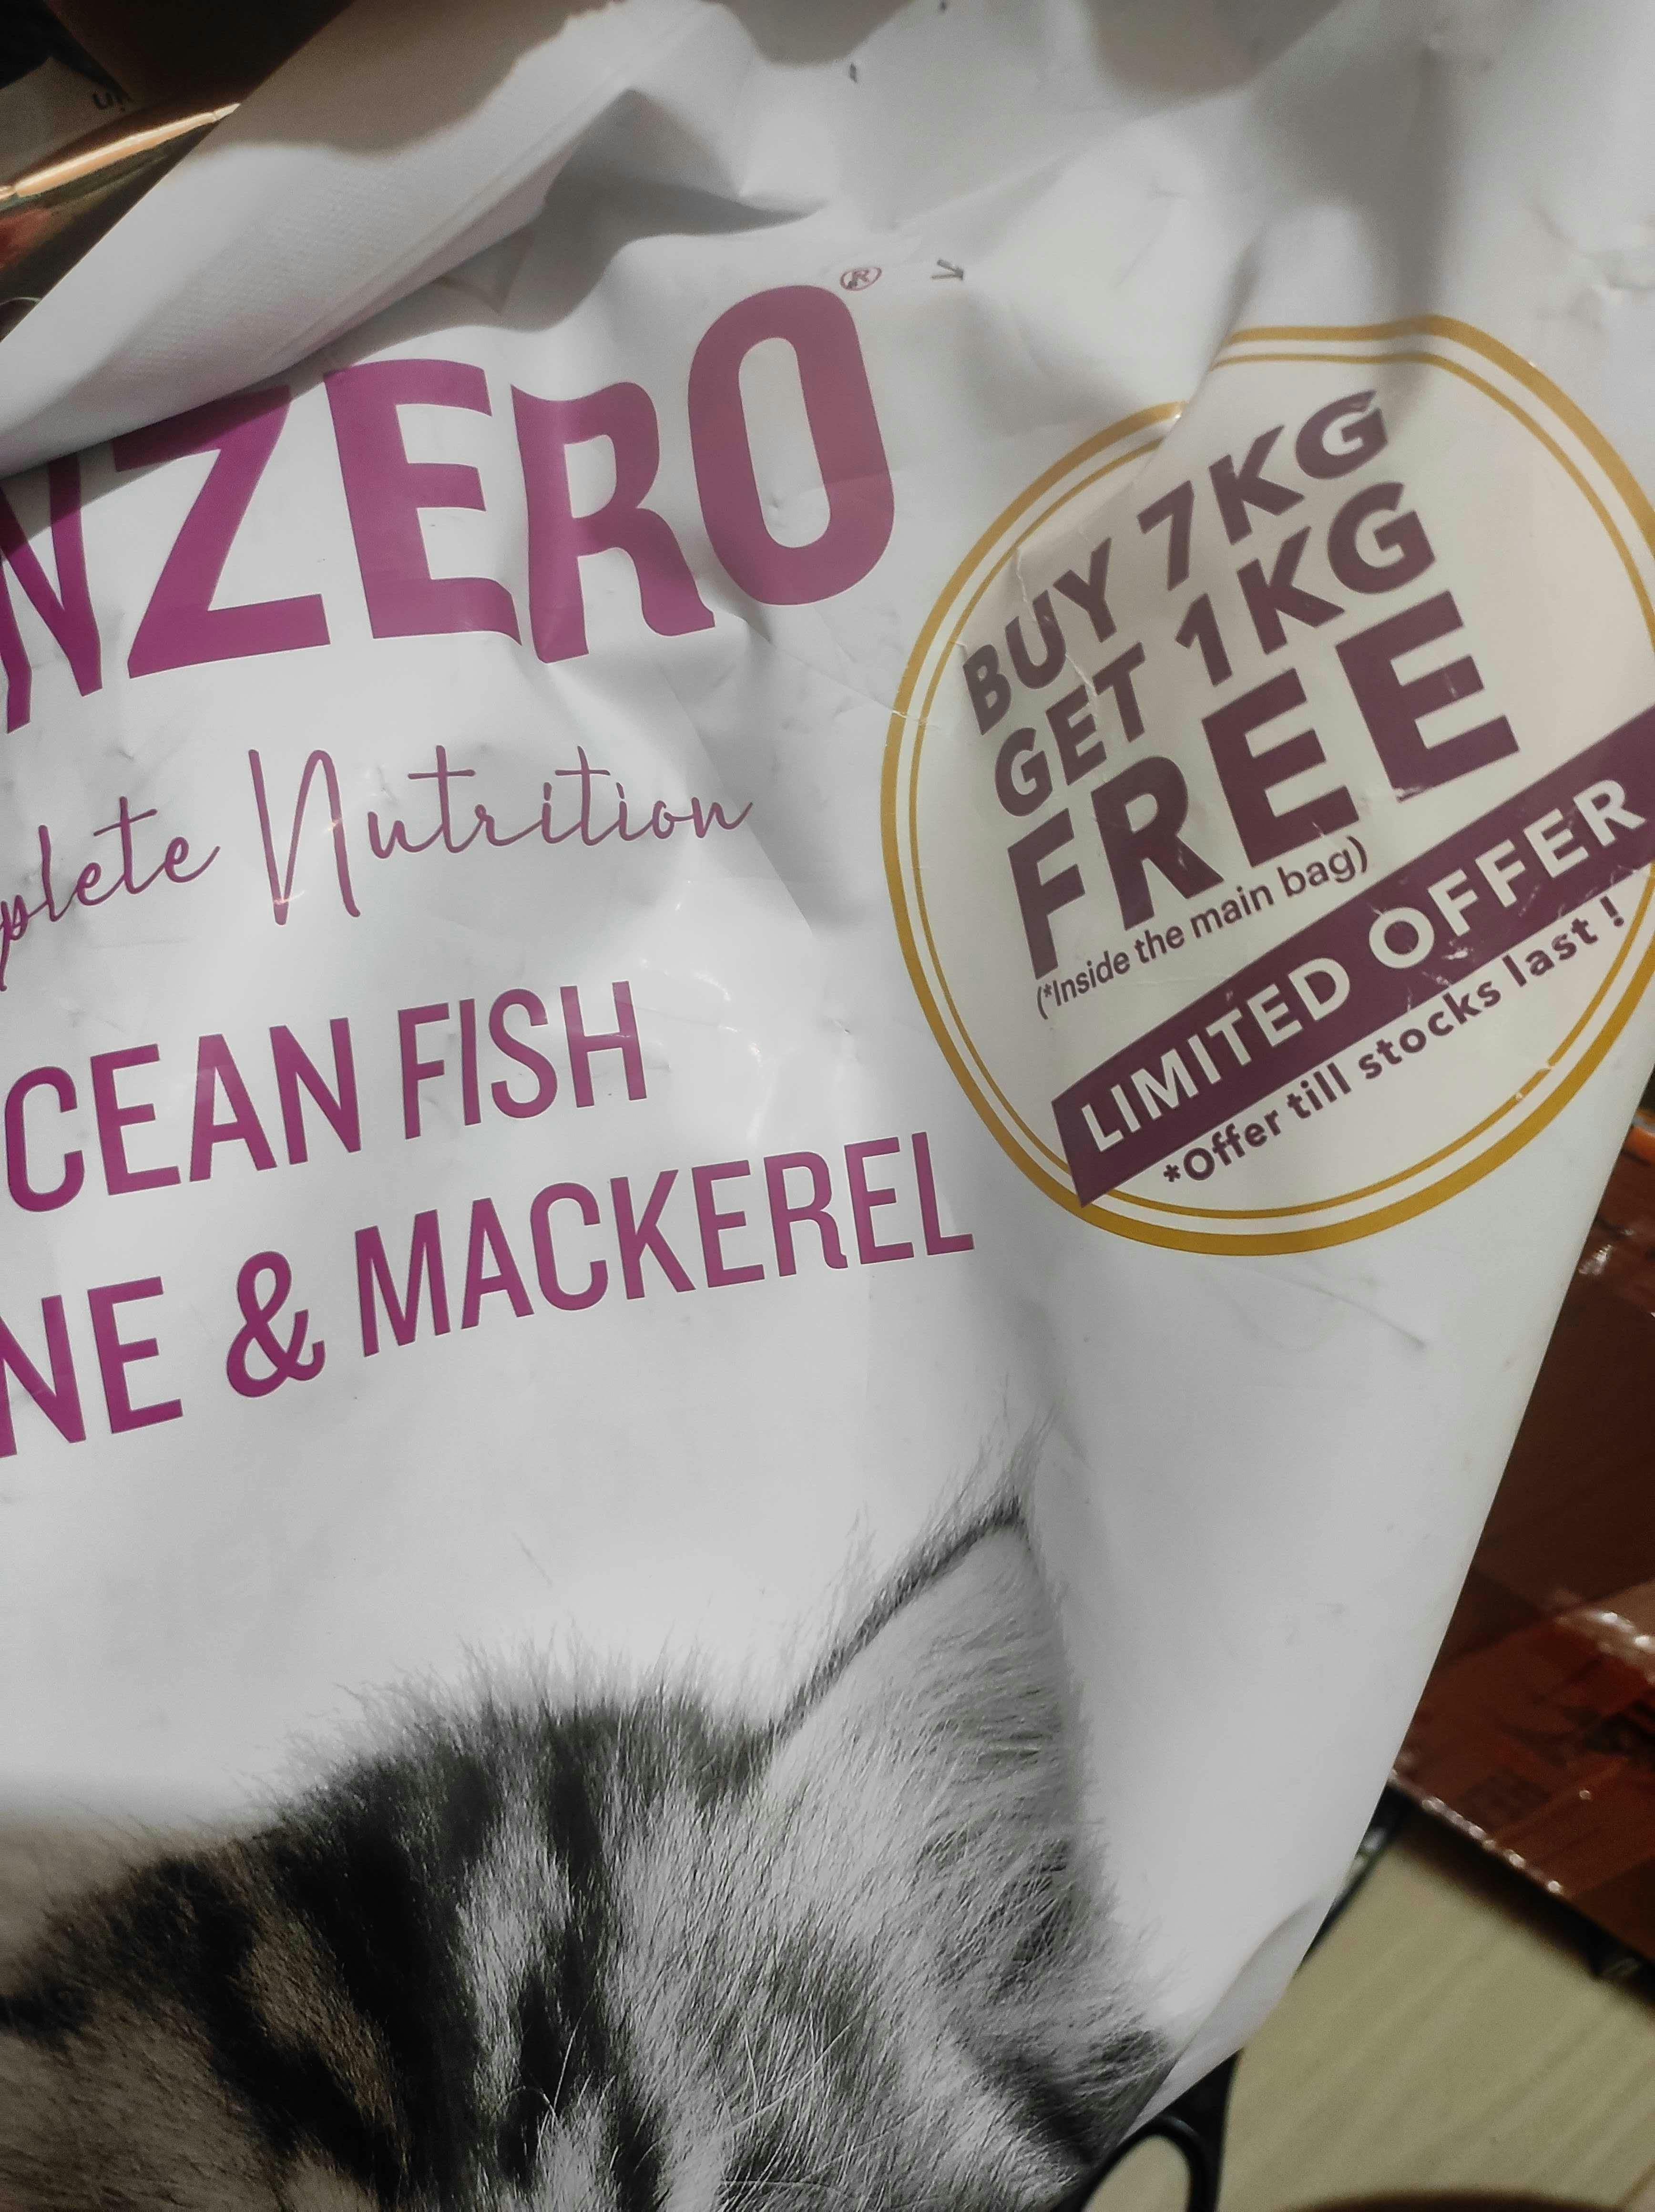 NZERO®
plete Nutrition
CEAN FISH
NE & MACKEREL
BUY 7KG
GET 1KG
FREE
(*Inside the main bag)
LIMITED OFFER
*Offer till stocks last !